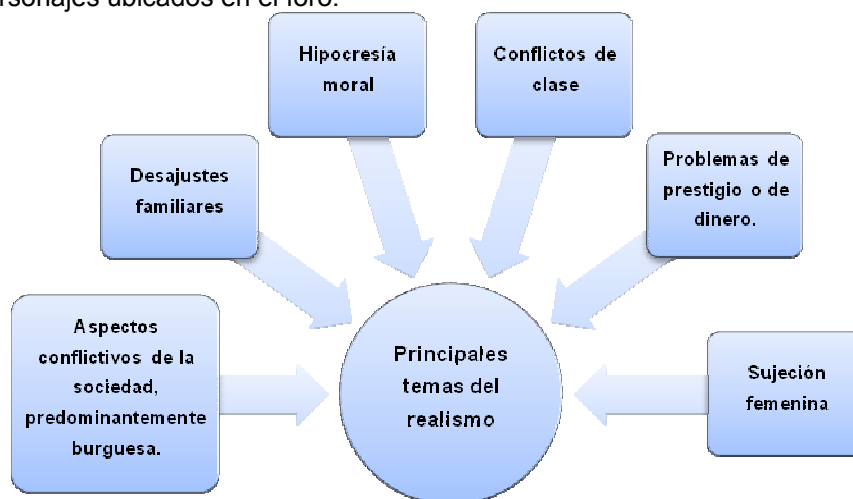 rsonajes ubicados en el foro.
Hipocresía
moral
Conflictos de
clase
Desajustes
familiares
Problemas de
prestigio o de
dinero.
Aspectos
conflictivos de la
sociedad,
predominantemente
burguesa.
Principales
temas del
realismo
Sujeción
femenina